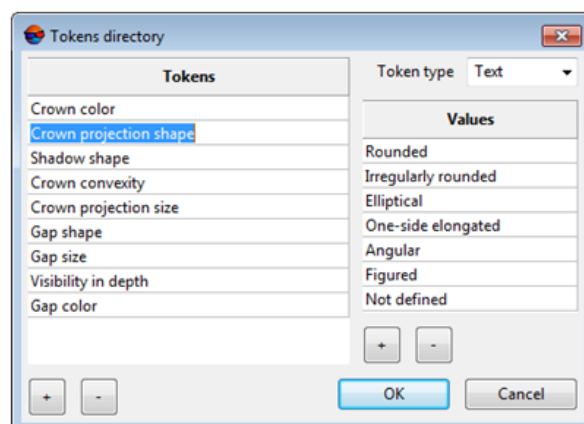 Tokens directory
Tokens
Crown color
Crown projection shape
Shadow shape
Crown convexity
Crown projection size
Gap shape
Gap size
Visibility in depth
Gap color
+ -
Token type Text
Values
Rounded
Irregularly rounded
Elliptical
One-side elongated
Angular
Figured
Not defined
+ -
OK Cancel